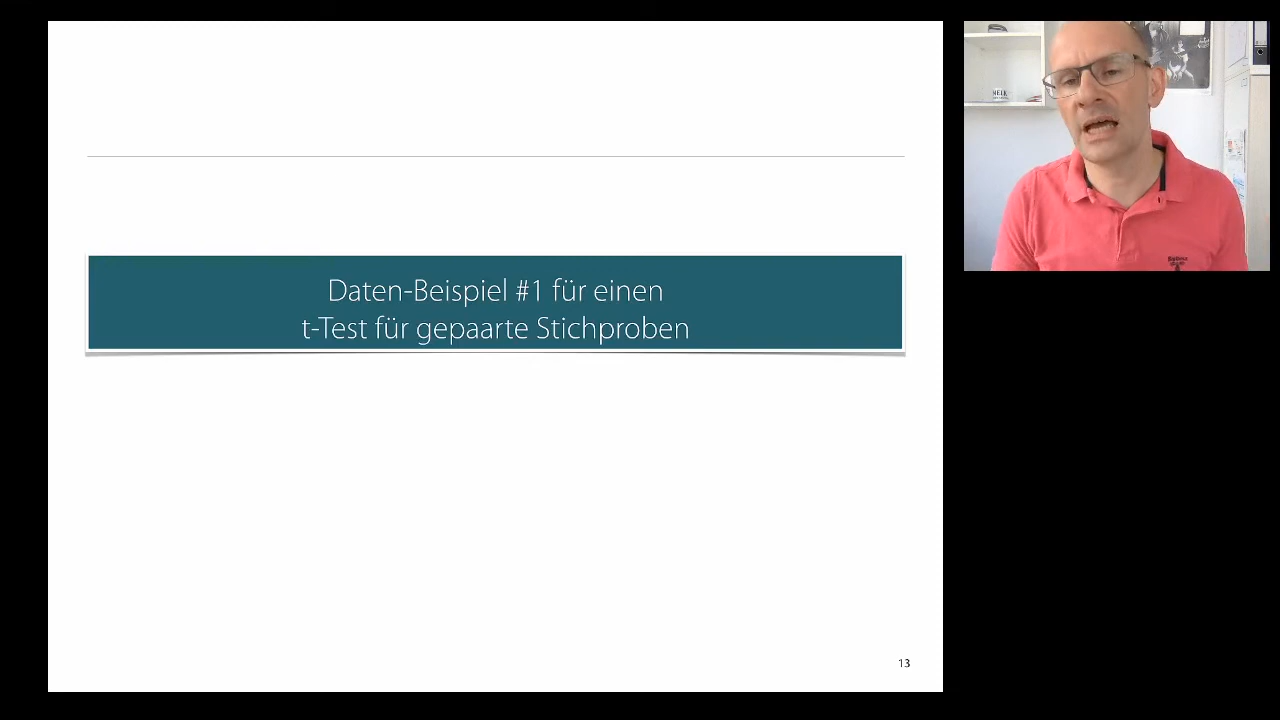 Daten-Beispiel #1 für einen
t-Test für gepaarte Stichproben
13